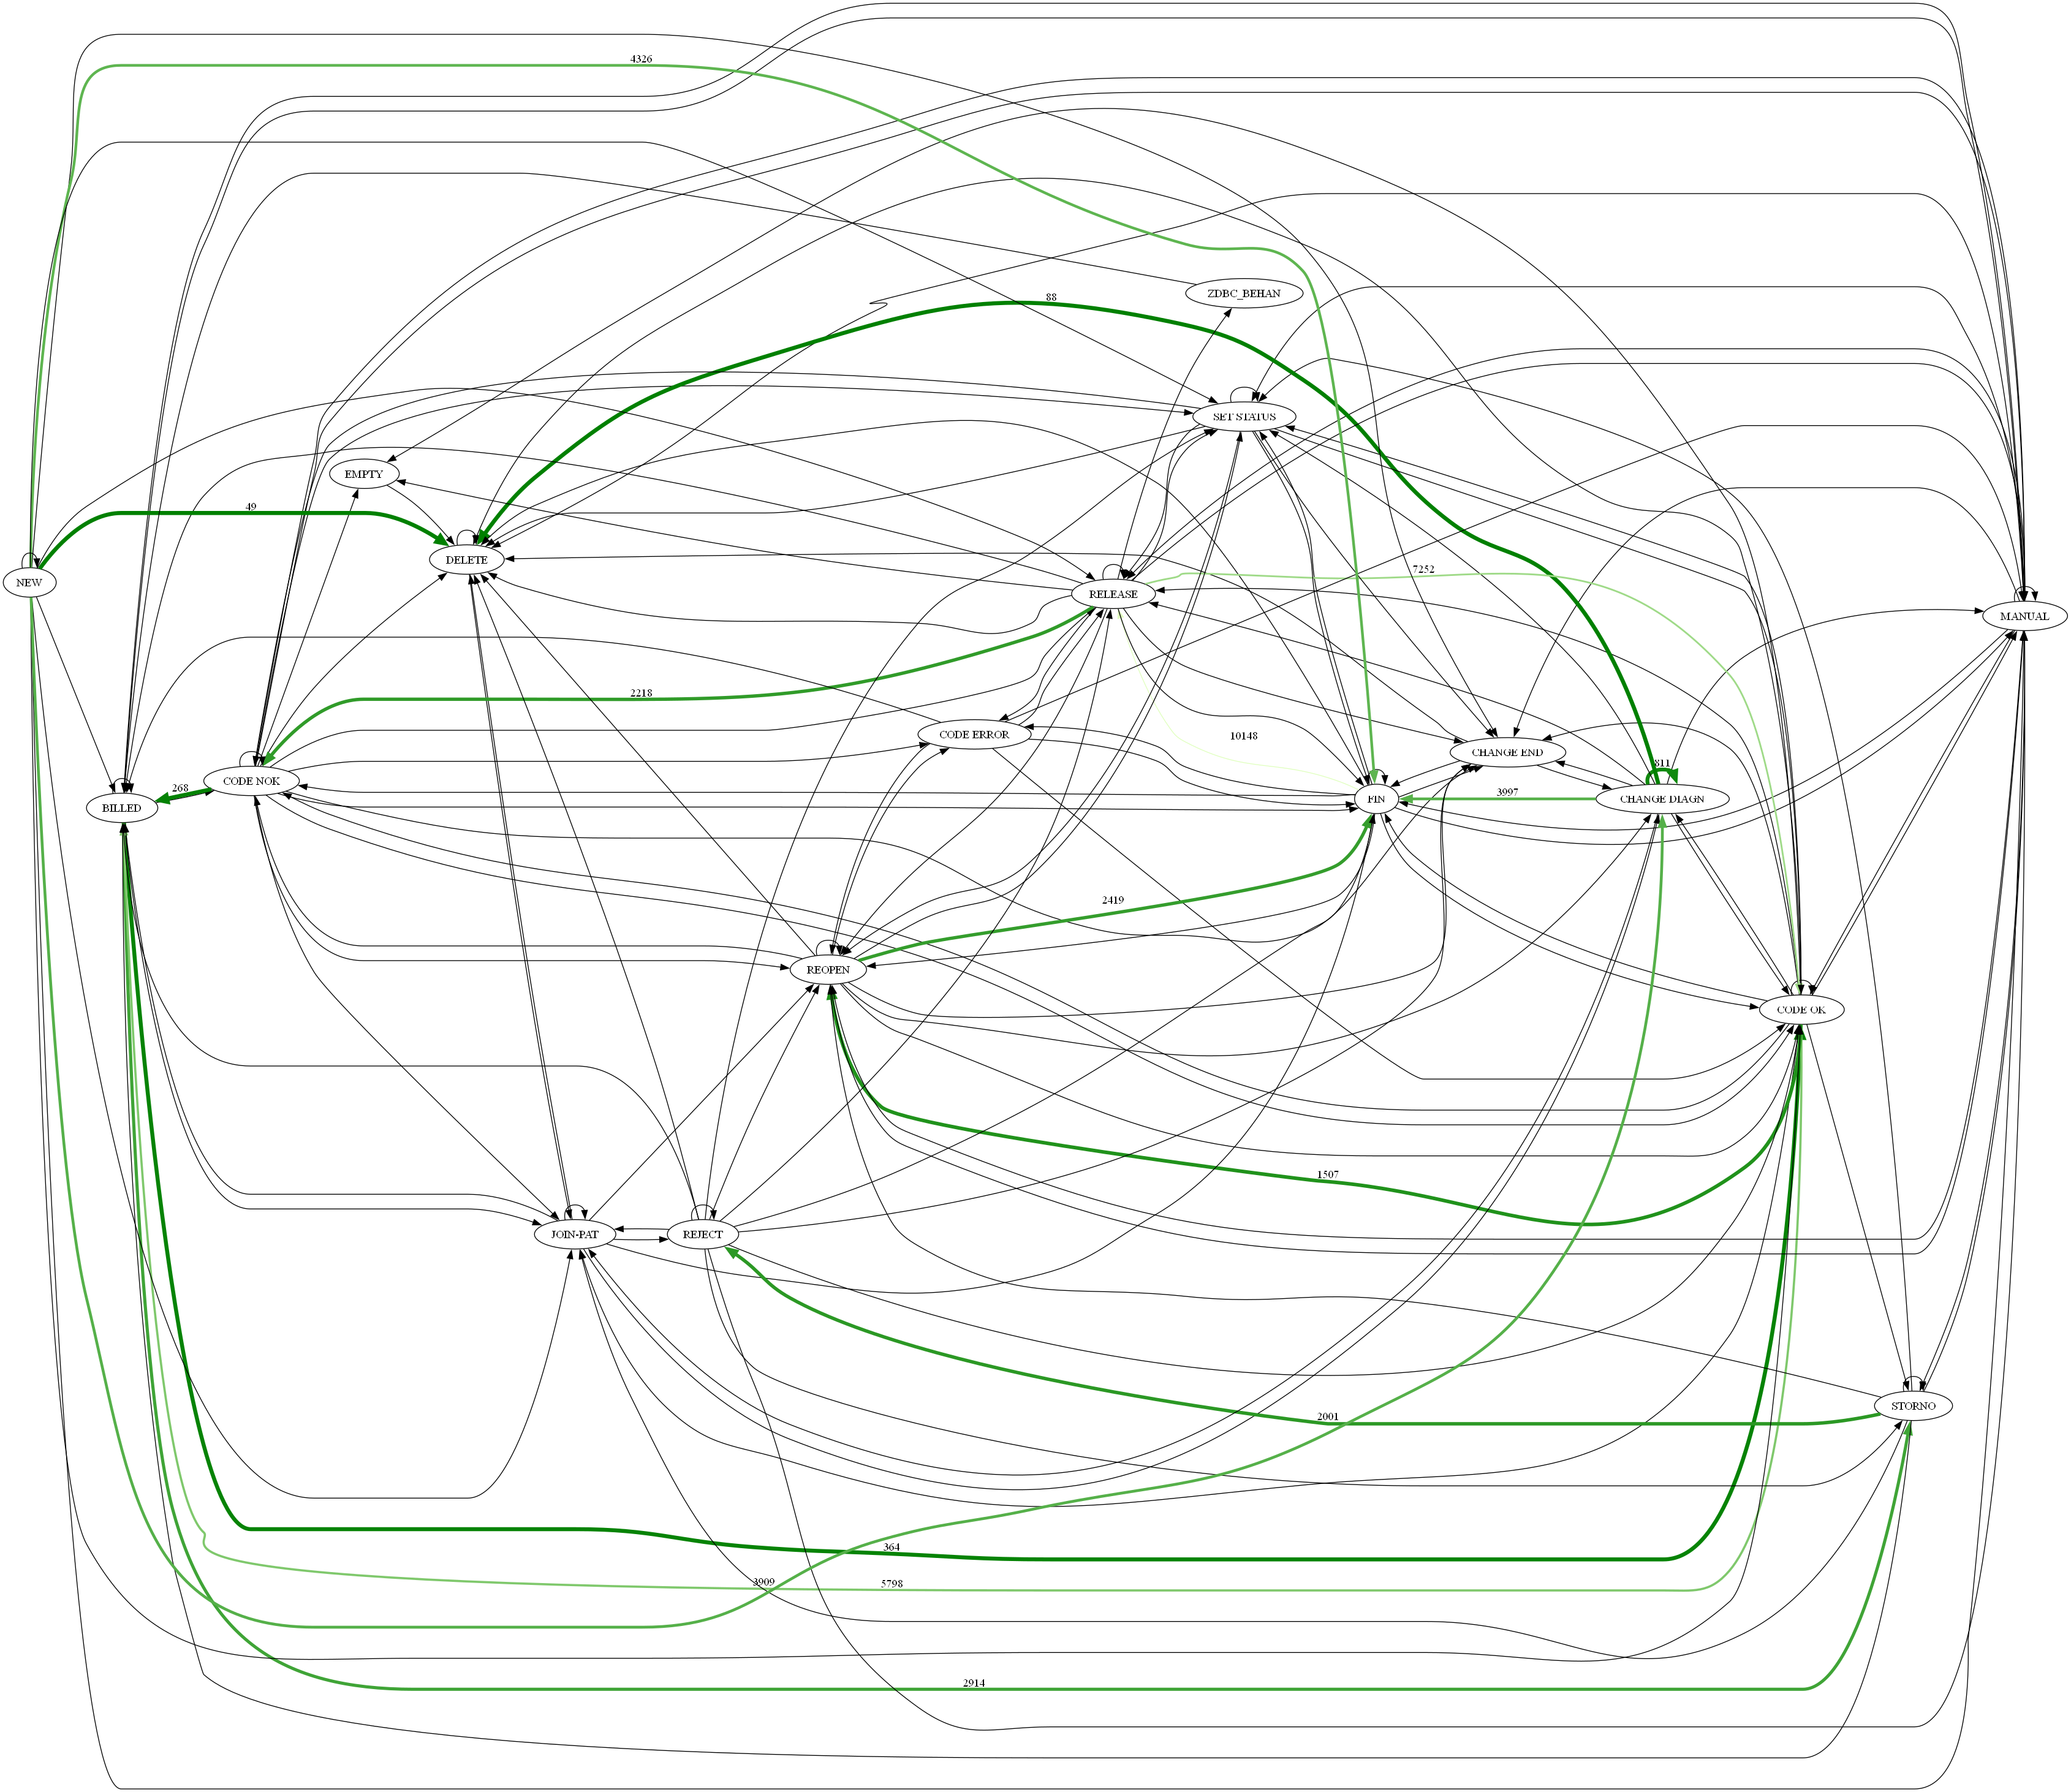 4326
ZDBC_BEHAN
88
SET STATUS
EMPTY
49
DELETE
7252
NEW
RELEASE
MANUAL
2218
CODE ERROR
10148
CHANGE END
811
CODE NOK
268
BILLED
FIN
3997
CHANGE DIAGN
2419
REOPEN
CODE OK
1507
JOIN-PAT
REJECT
STORNO
2001
364
3909
5798
2914